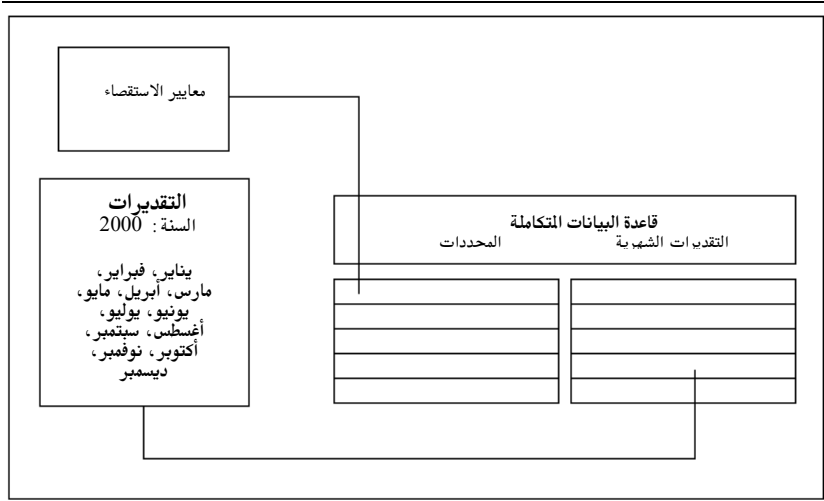 معايير الاستقصاء
التقديرات
السنة: 2000
يناير، فبراير،
مارس، أبريل، مايو،
يونيو، يوليو،
أغسطس، سبتمبر،
أكتوبر، نوفمبر،
ديسمبر
قاعدة البيانات المتكاملة
التقديرات الشهرية المحددات